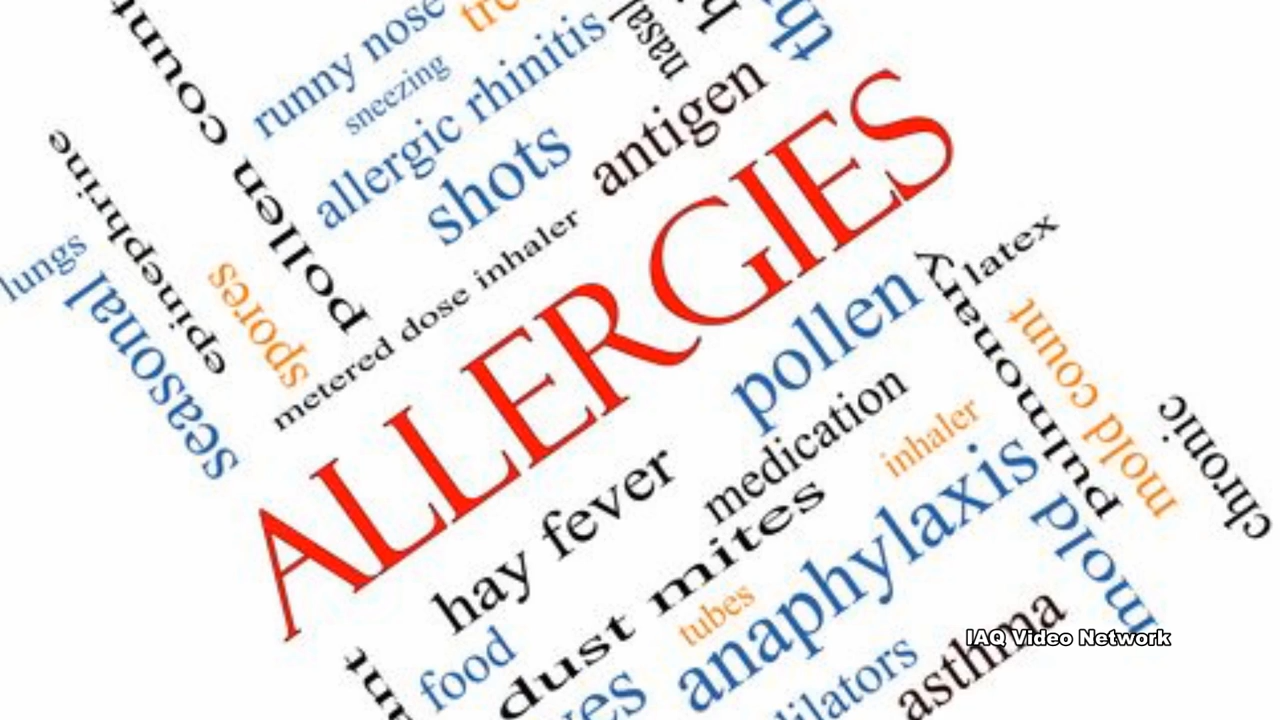 pollen count
runny nose
sneezing
allergic rhinitis
nasal
shots
antigen
epinephrine
lungs
seasonal
spores
metered dose inhaler
ALLERGIES
latex
pollen
pulmonary
mold count
chronic
medication
inhaler
hay fever
dust mites
anaphylaxis
mold
tubes
food
asthma
IAQ Video Network